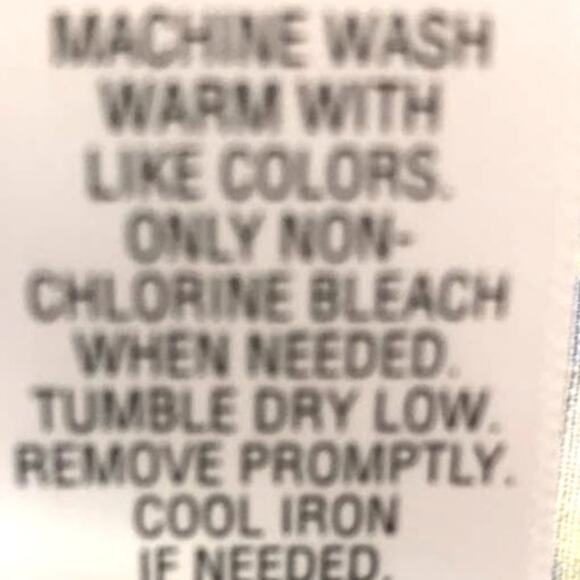 MACHINE WASH
WARM WITH
LIKE COLORS.
ONLY NON-
CHLORINE BLEACH
WHEN NEEDED.
TUMBLE DRY LOW.
REMOVE PROMPTLY.
COOL IRON
IF NEEDED.